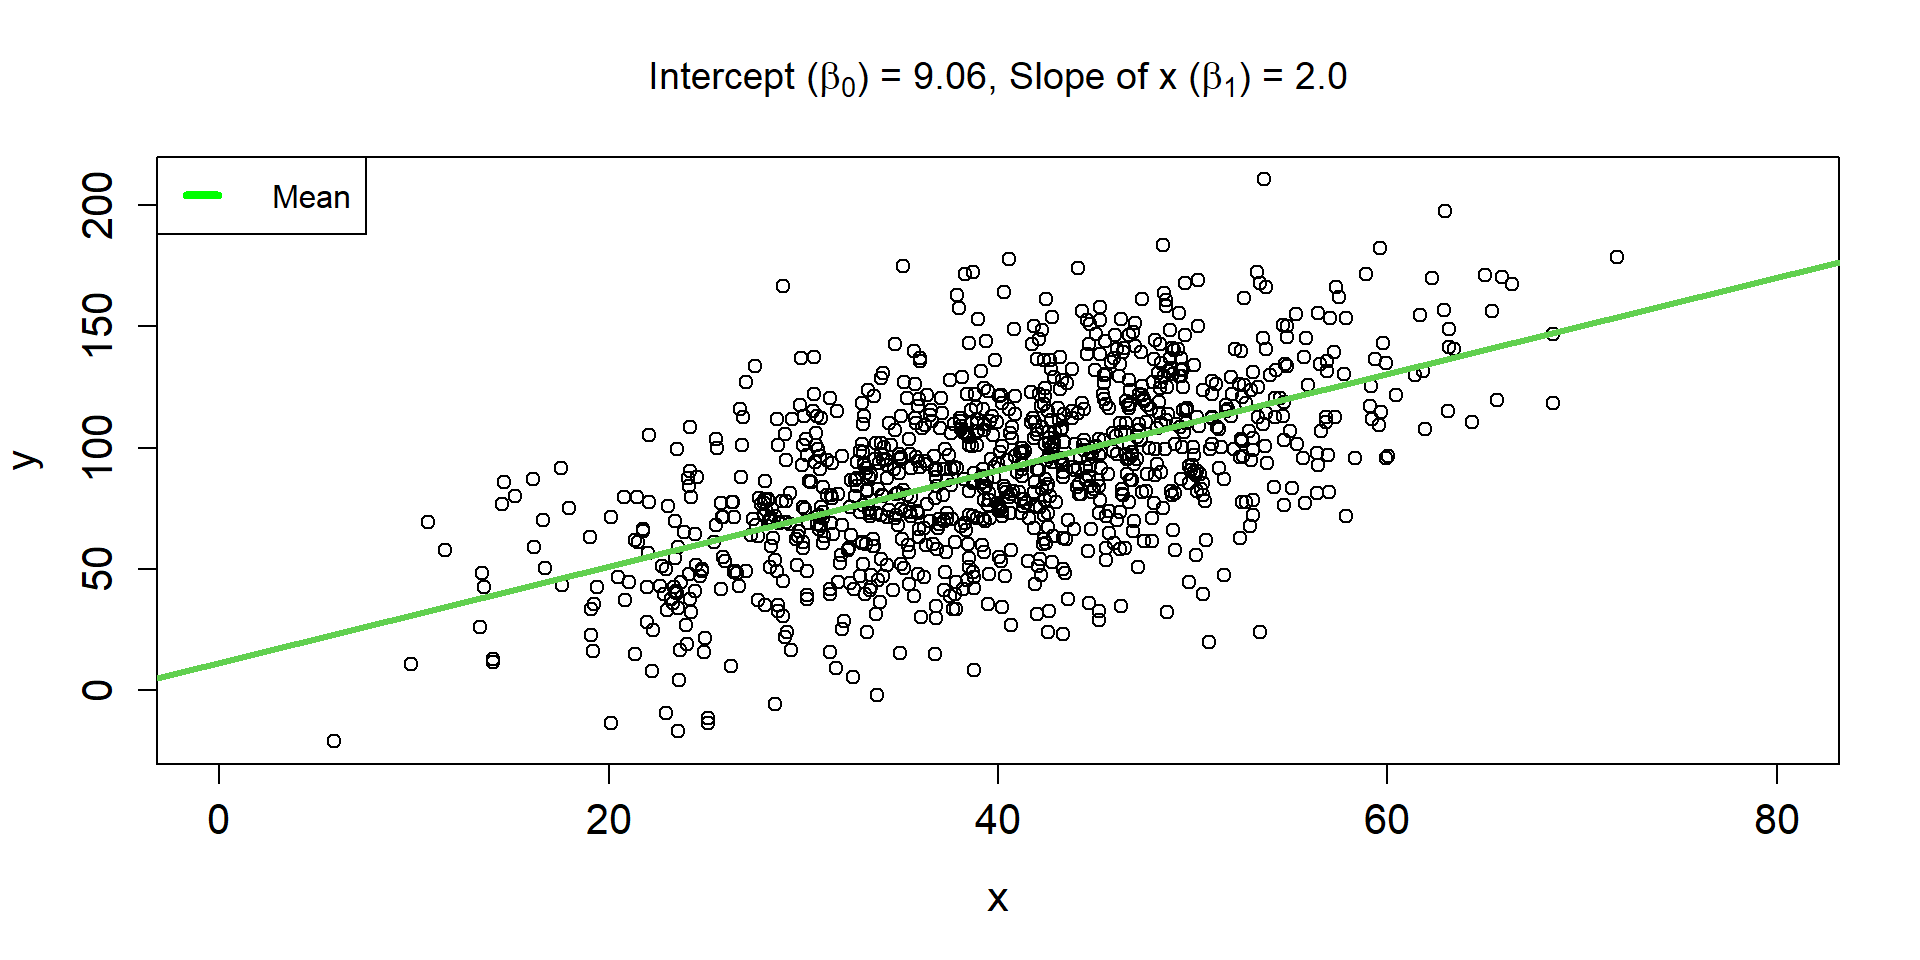 Intercept (β₀) = 9.06, Slope of x (β₁) = 2.0
Mean
200
150
100
50
0
y
0 20 40 60 80
x